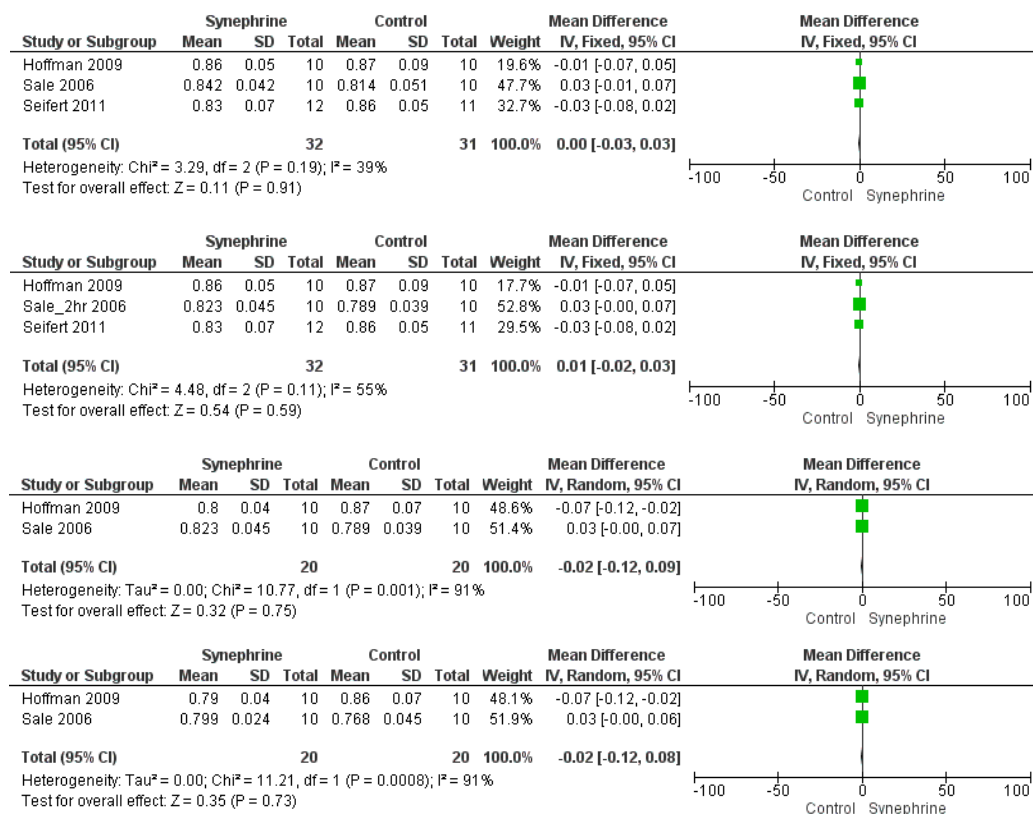 Synephrine Control Mean Difference Mean Difference
Study or Subgroup Mean SD Total Mean SD Total Weight IV, Fixed, 95% CI IV, Fixed, 95% CI
Hoffman 2009 0.86 0.05 10 0.87 0.09 10 19.6% -0.01 [-0.07, 0.05]
Sale 2006 0.842 0.042 10 0.814 0.051 10 47.7% 0.03 [-0.01, 0.07]
Seifert 2011 0.83 0.07 12 0.86 0.05 11 32.7% -0.03 [-0.08, 0.02]
Total (95% CI) 32 31 100.0% 0.00 [-0.03, 0.03]
Heterogeneity: Chi² = 3.29, df = 2 (P = 0.19); I² = 39%
Test for overall effect: Z = 0.11 (P = 0.91)
-100 -50 0 50 100
Control Synephrine
Synephrine Control Mean Difference Mean Difference
Study or Subgroup Mean SD Total Mean SD Total Weight IV, Fixed, 95% CI IV, Fixed, 95% CI
Hoffman 2009 0.86 0.05 10 0.87 0.09 10 17.7% -0.01 [-0.07, 0.05]
Sale_2hr 2006 0.823 0.045 10 0.789 0.039 10 52.8% 0.03 [-0.00, 0.07]
Seifert 2011 0.83 0.07 12 0.86 0.05 11 29.5% -0.03 [-0.08, 0.02]
Total (95% CI) 32 31 100.0% 0.01 [-0.02, 0.03]
Heterogeneity: Chi² = 4.48, df = 2 (P = 0.11); I² = 55%
Test for overall effect: Z = 0.54 (P = 0.59)
-100 -50 0 50 100
Control Synephrine
Synephrine Control Mean Difference Mean Difference
Study or Subgroup Mean SD Total Mean SD Total Weight IV, Random, 95% CI IV, Random, 95% CI
Hoffman 2009 0.8 0.04 10 0.87 0.07 10 48.6% -0.07 [-0.12, -0.02]
Sale 2006 0.823 0.045 10 0.789 0.039 10 51.4% 0.03 [-0.00, 0.07]
Total (95% CI) 20 20 100.0% -0.02 [-0.12, 0.09]
Heterogeneity: Tau² = 0.00; Chi² = 10.77, df = 1 (P = 0.001); I² = 91%
Test for overall effect: Z = 0.32 (P = 0.75)
-100 -50 0 50 100
Control Synephrine
Synephrine Control Mean Difference Mean Difference
Study or Subgroup Mean SD Total Mean SD Total Weight IV, Random, 95% CI IV, Random, 95% CI
Hoffman 2009 0.79 0.04 10 0.86 0.07 10 48.1% -0.07 [-0.12, -0.02]
Sale 2006 0.799 0.024 10 0.768 0.045 10 51.9% 0.03 [-0.00, 0.06]
Total (95% CI) 20 20 100.0% -0.02 [-0.12, 0.08]
Heterogeneity: Tau² = 0.00; Chi² = 11.21, df = 1 (P = 0.0008); I² = 91%
Test for overall effect: Z = 0.35 (P = 0.73)
-100 -50 0 50 100
Control Synephrine